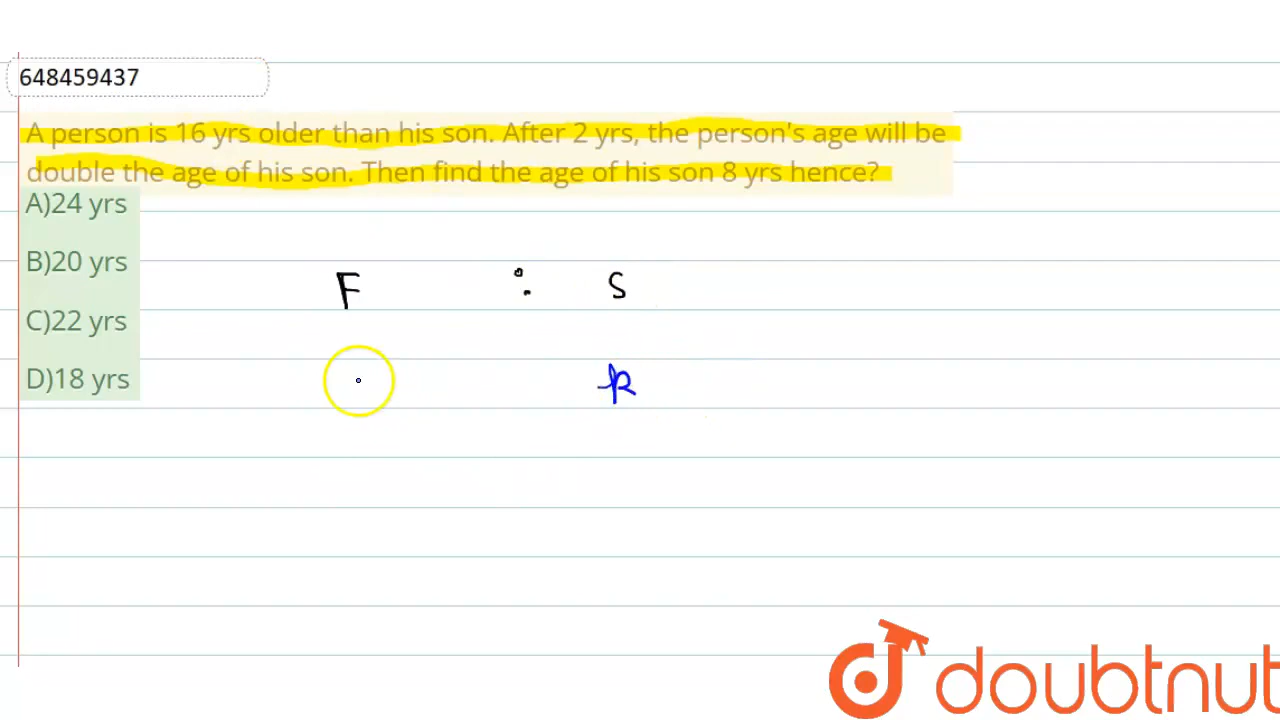 648459437
A person is 16 yrs older than his son. After 2 yrs, the person's age will be
double the age of his son. Then find the age of his son 8 yrs hence?
A)24 yrs
B)20 yrs
C)22 yrs
D)18 yrs
F : S
k
doubtnut